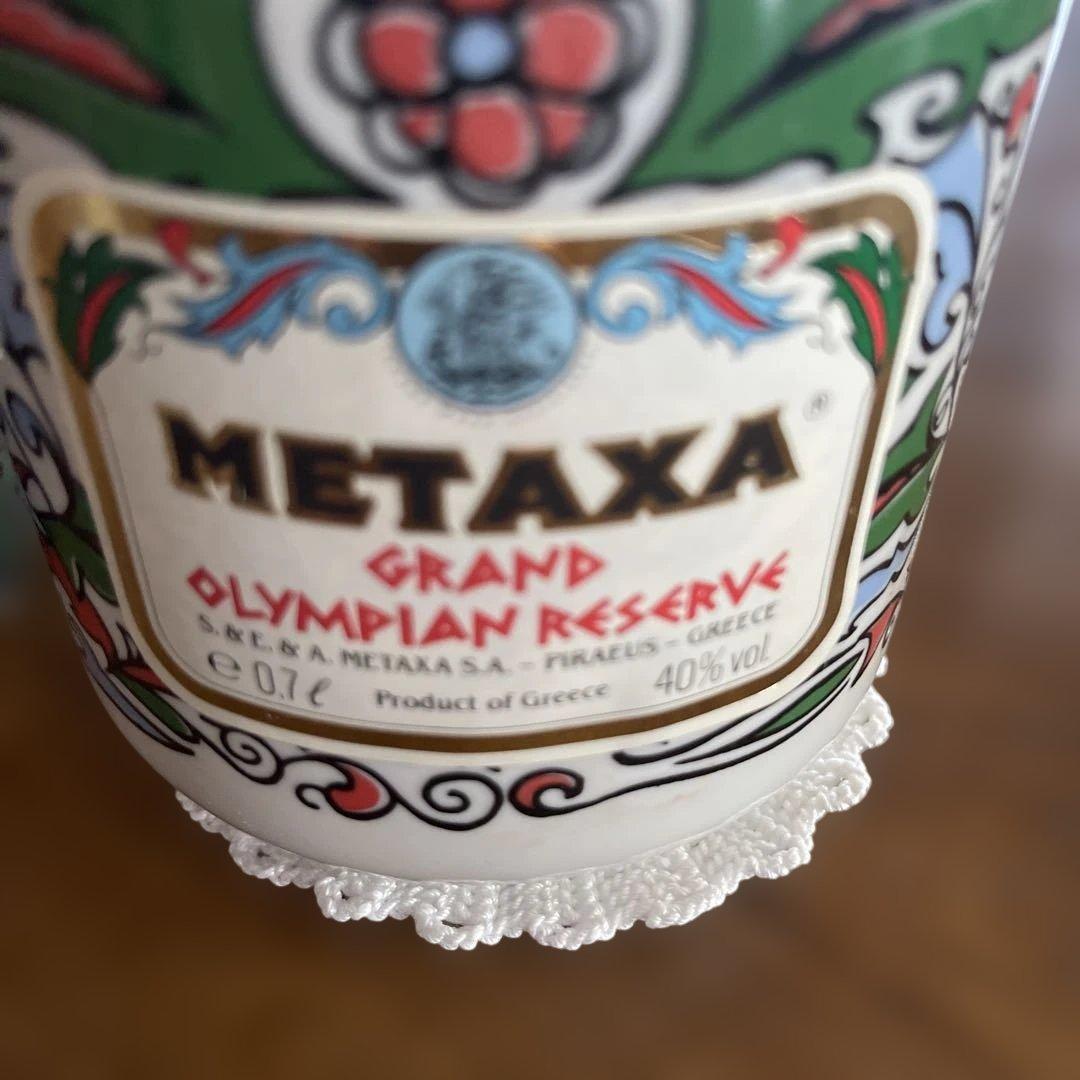 METAXA ®
GRAND
OLYMPIAN RESERVE
S. & E. & A. METAXA S.A. – PIRAEUS – GREECE
e 0,7 ℓ Product of Greece 40% vol.